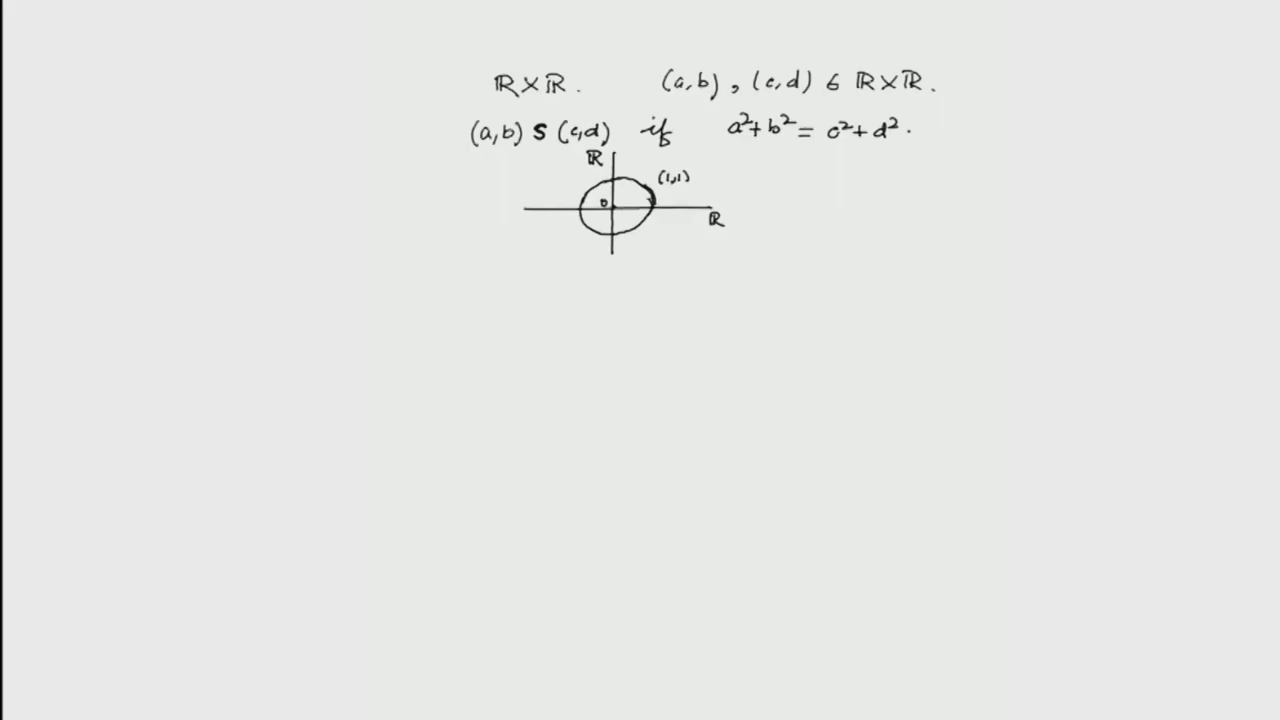 ℝ×ℝ. (a,b), (c,d) ∈ ℝ×ℝ.
(a,b) S (c,d) if a²+b² = c²+d².
ℝ
(1,1)
0
ℝ